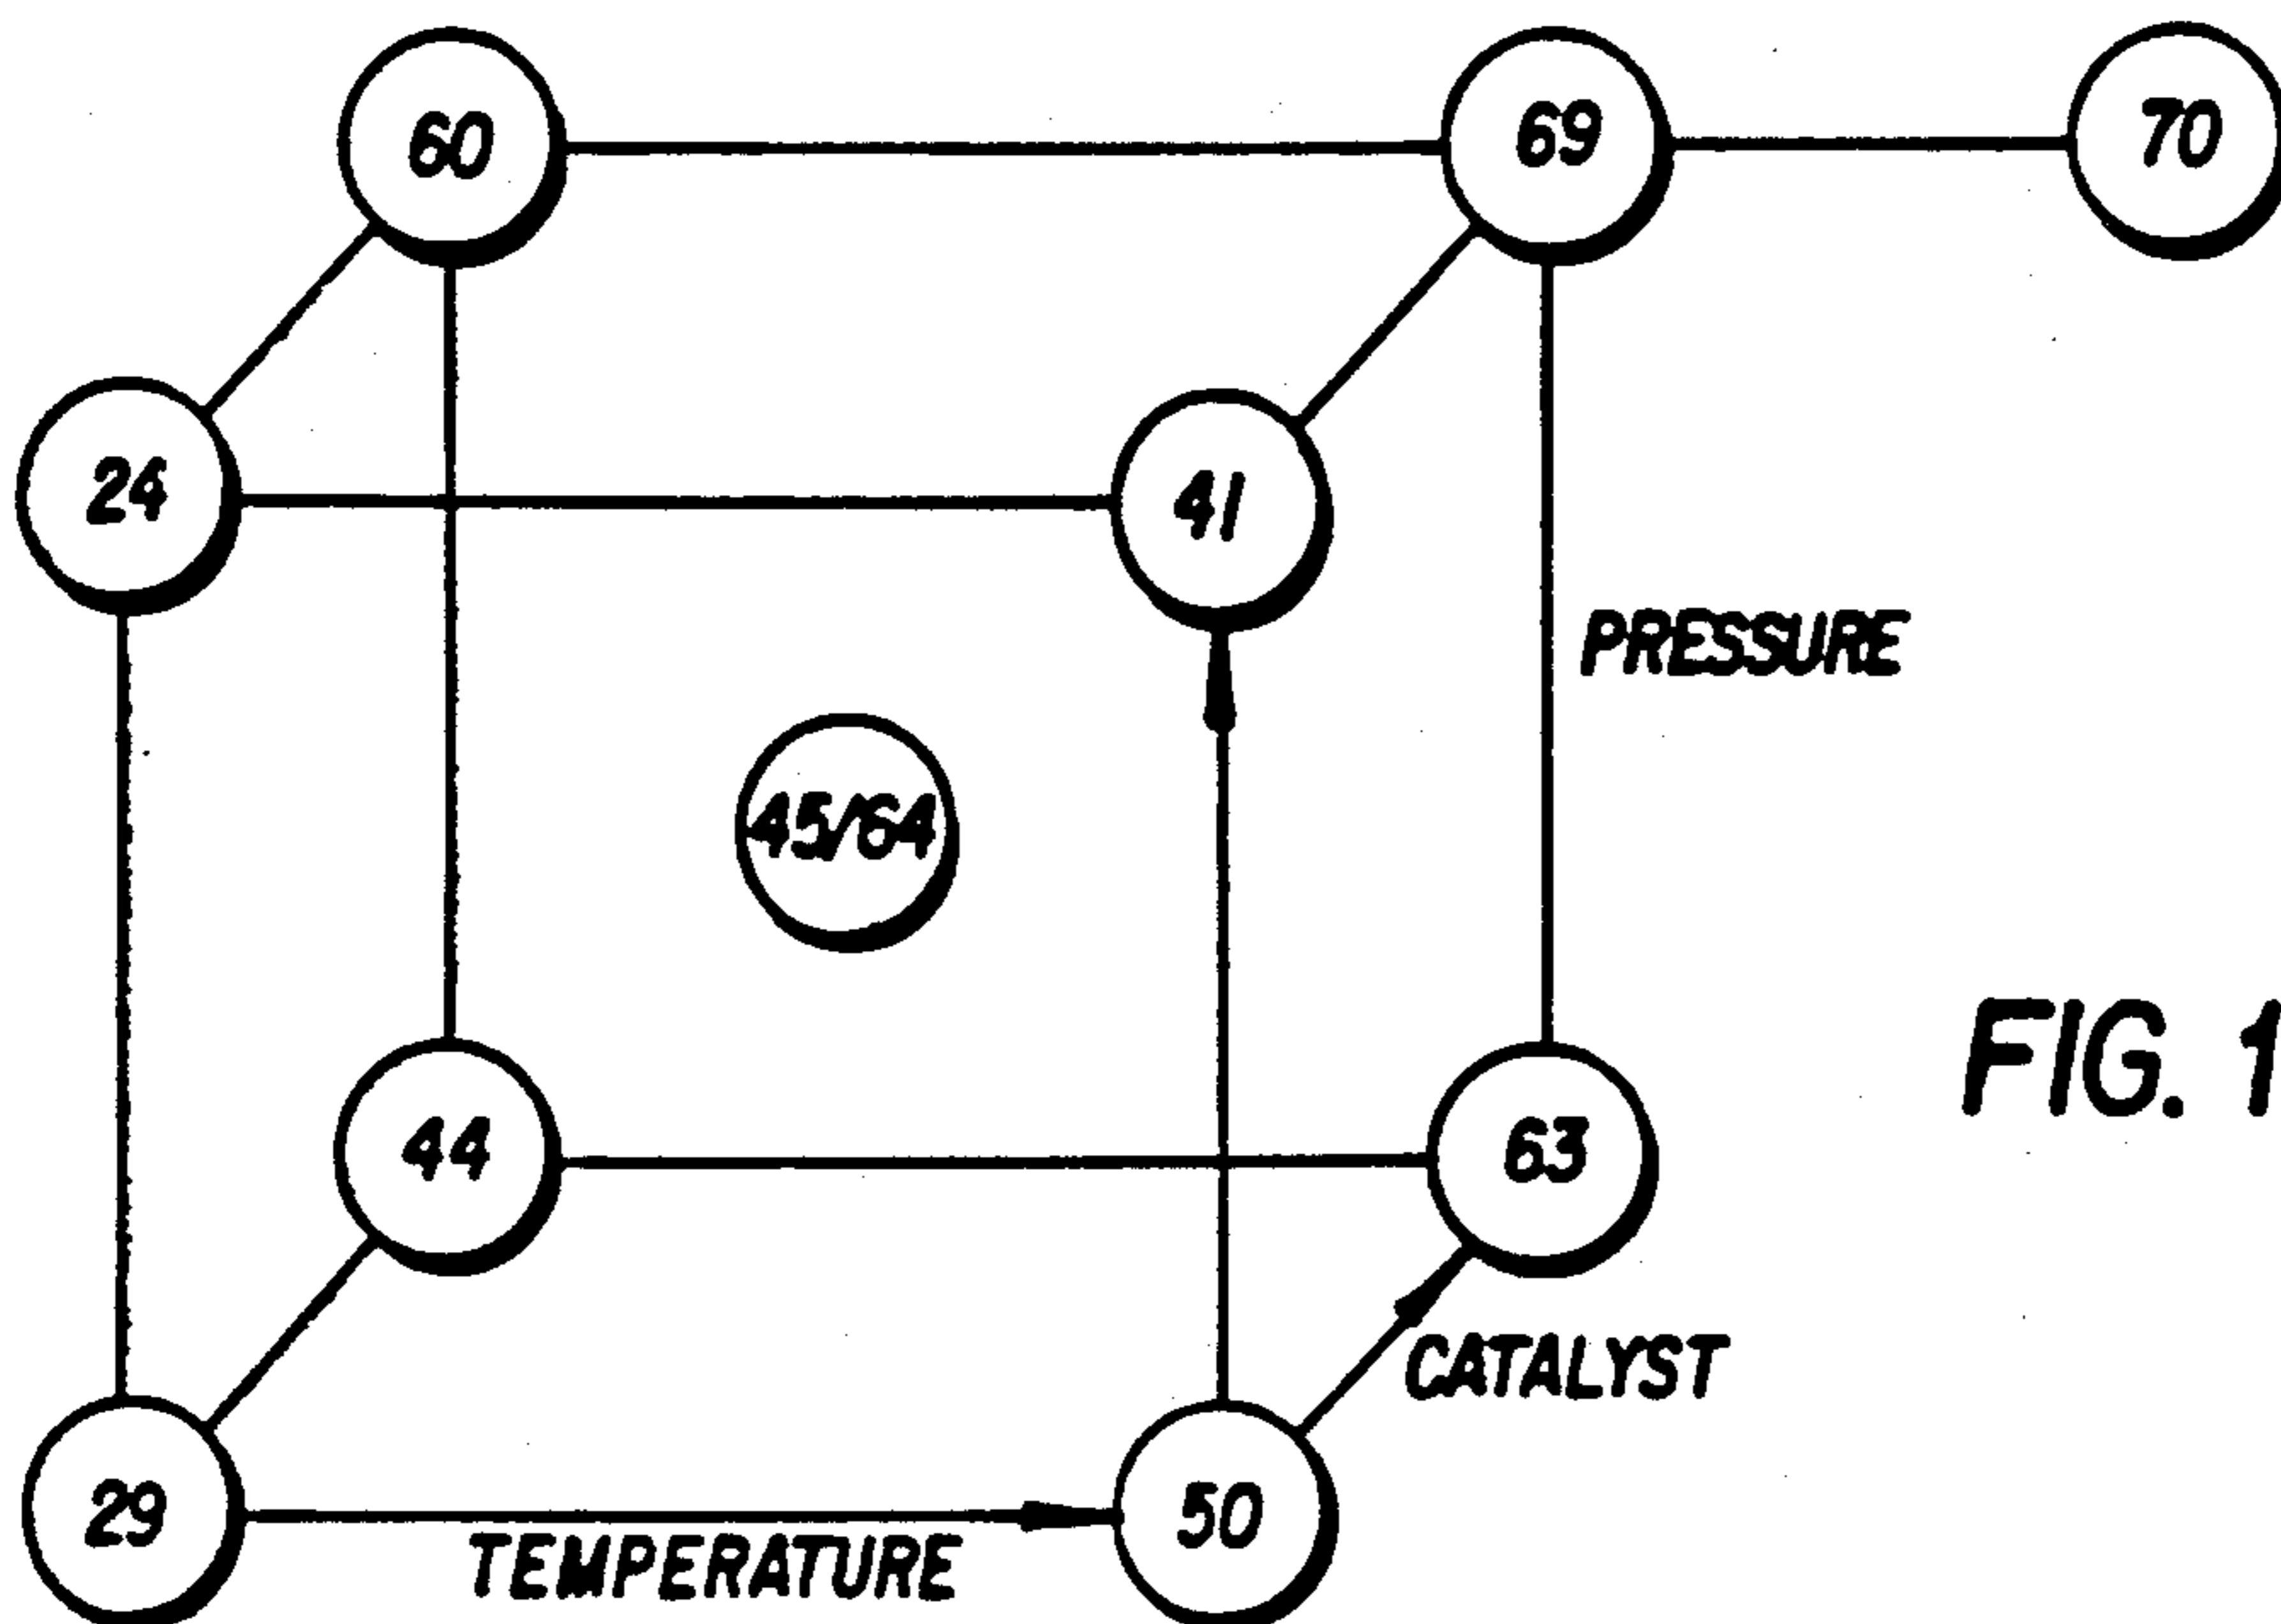 60
69
70
24
41
PRESSURE
45/64
FIG. 1
44
63
CATALYST
29
50
TEMPERATURE